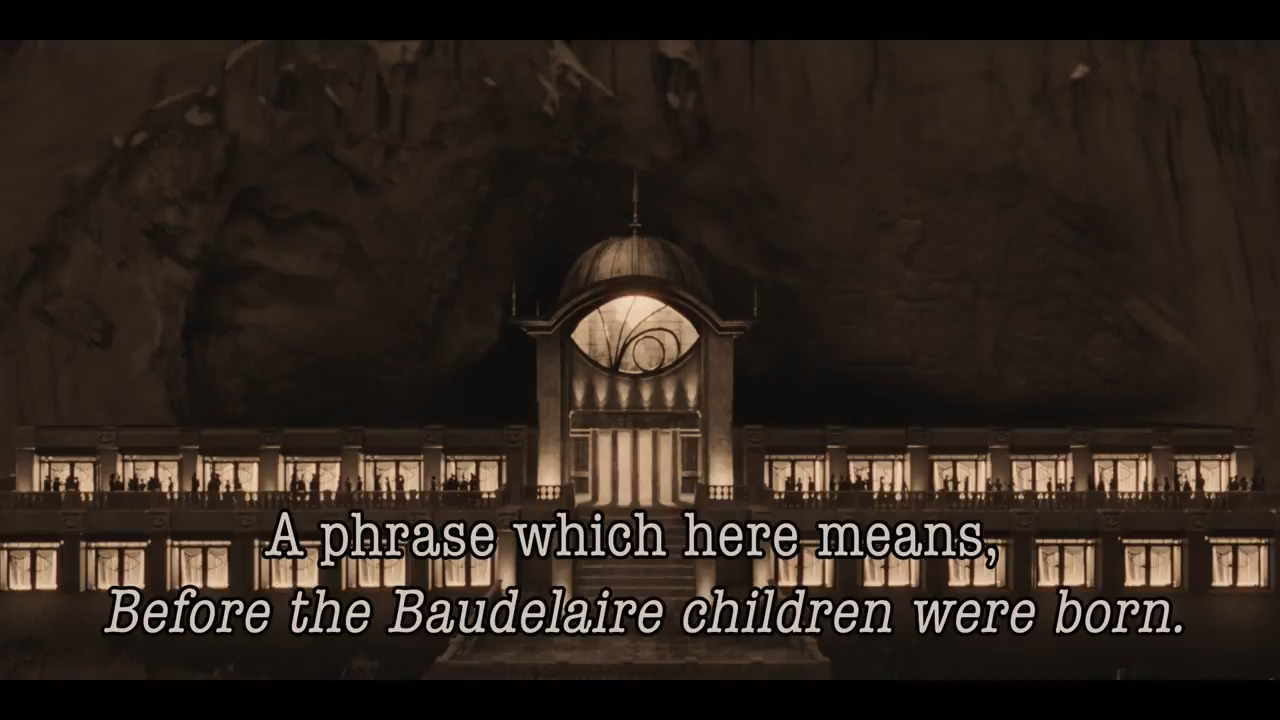 A phrase which here means,
Before the Baudelaire children were born.